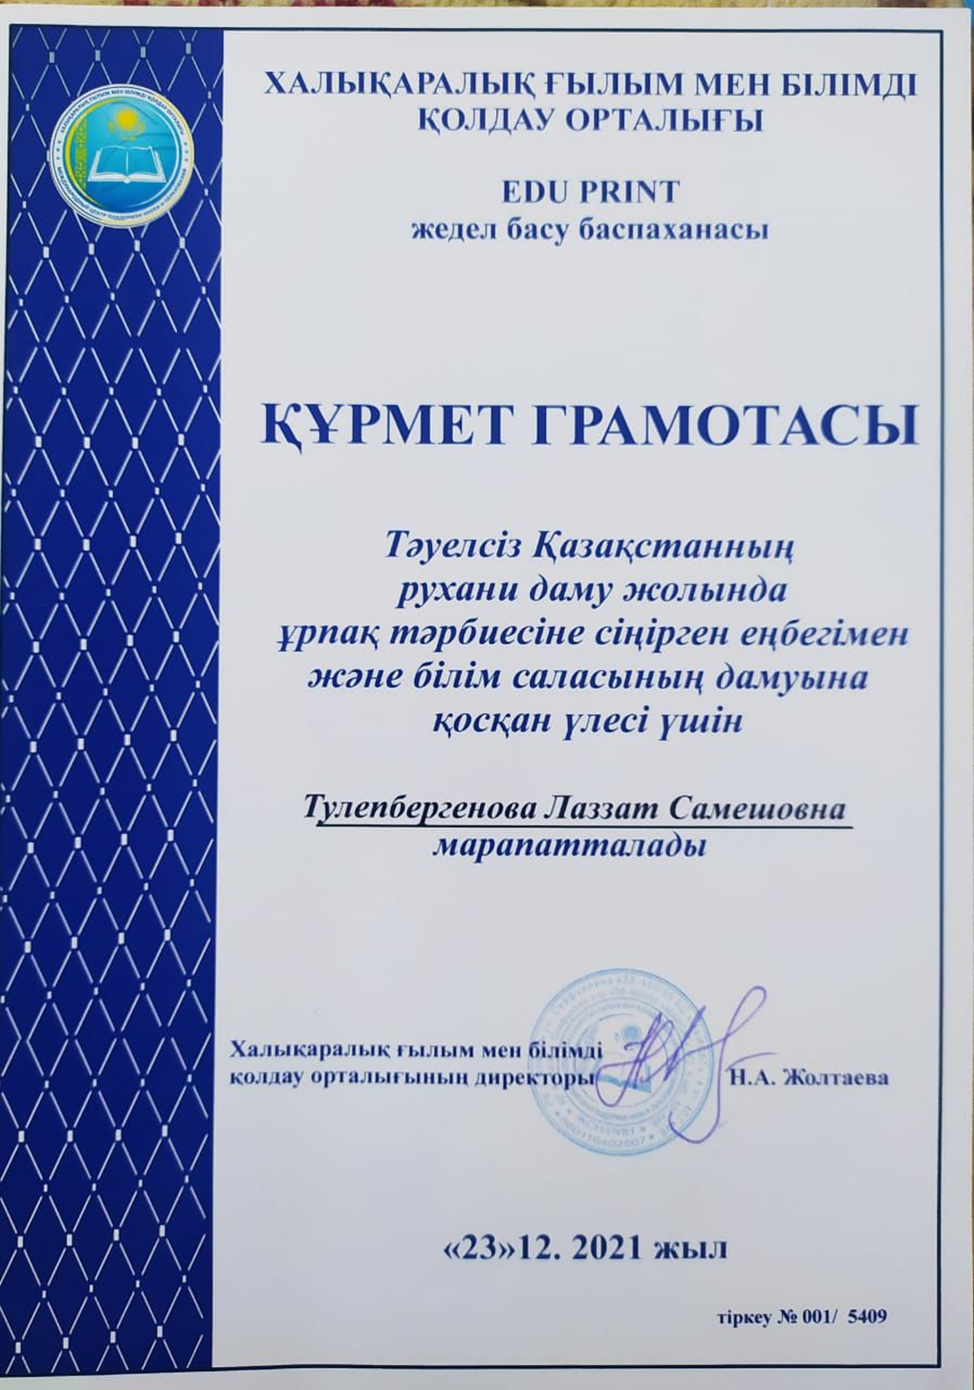 ХАЛЫҚАРАЛЫҚ ҒЫЛЫМ МЕН БІЛІМДІ
ҚОЛДАУ ОРТАЛЫҒЫ
EDU PRINT
жедел басу баспаханасы
ҚҰРМЕТ ГРАМОТАСЫ
Тәуелсіз Қазақстанның
рухани даму жолында
ұрпақ тәрбиесіне сіңірген еңбегімен
және білім саласының дамуына
қосқан үлесі үшін
Тулепбергенова Лаззат Самешовна
марапатталады
Халықаралық ғылым мен білімді
қолдау орталығының директоры
Н.А. Жолтаева
«23»12. 2021 жыл
тіркеу № 001/ 5409